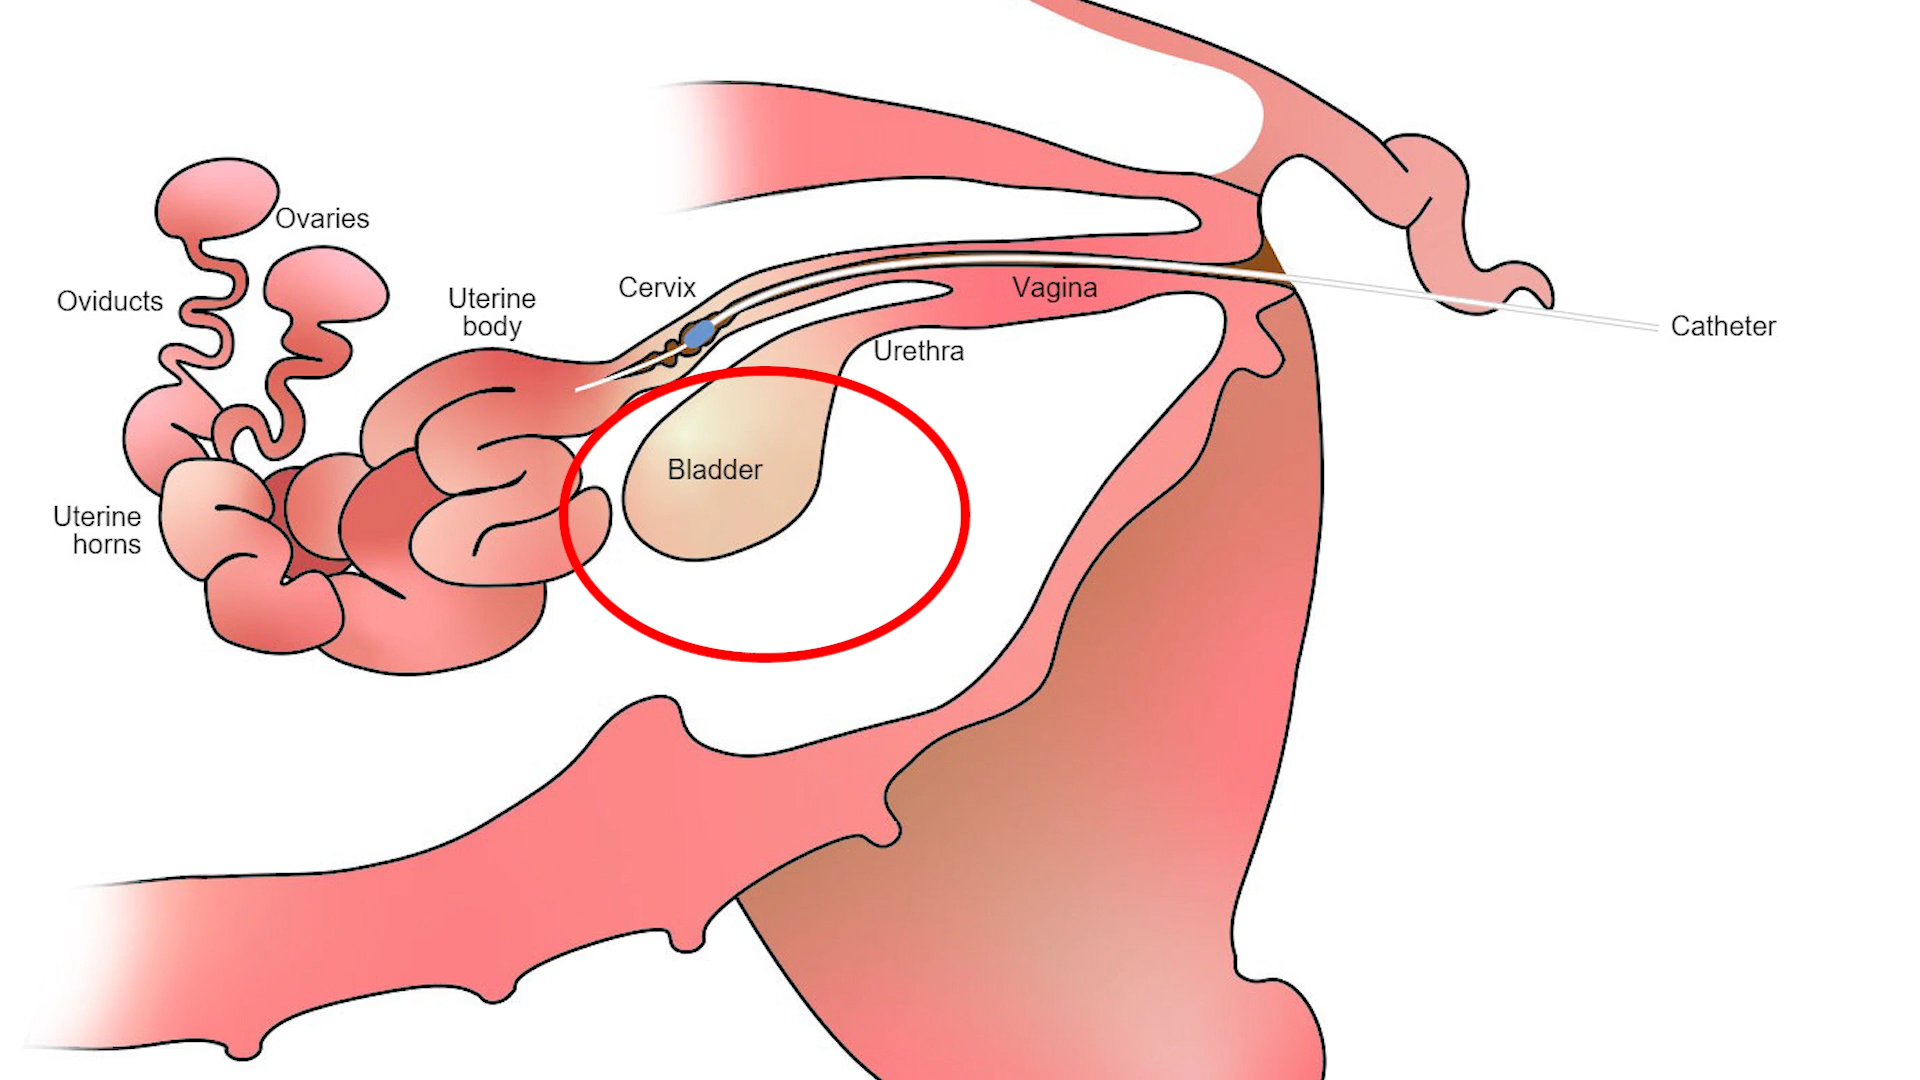 Ovaries
Oviducts
Uterine
body
Cervix
Vagina
Catheter
Urethra
Bladder
Uterine
horns